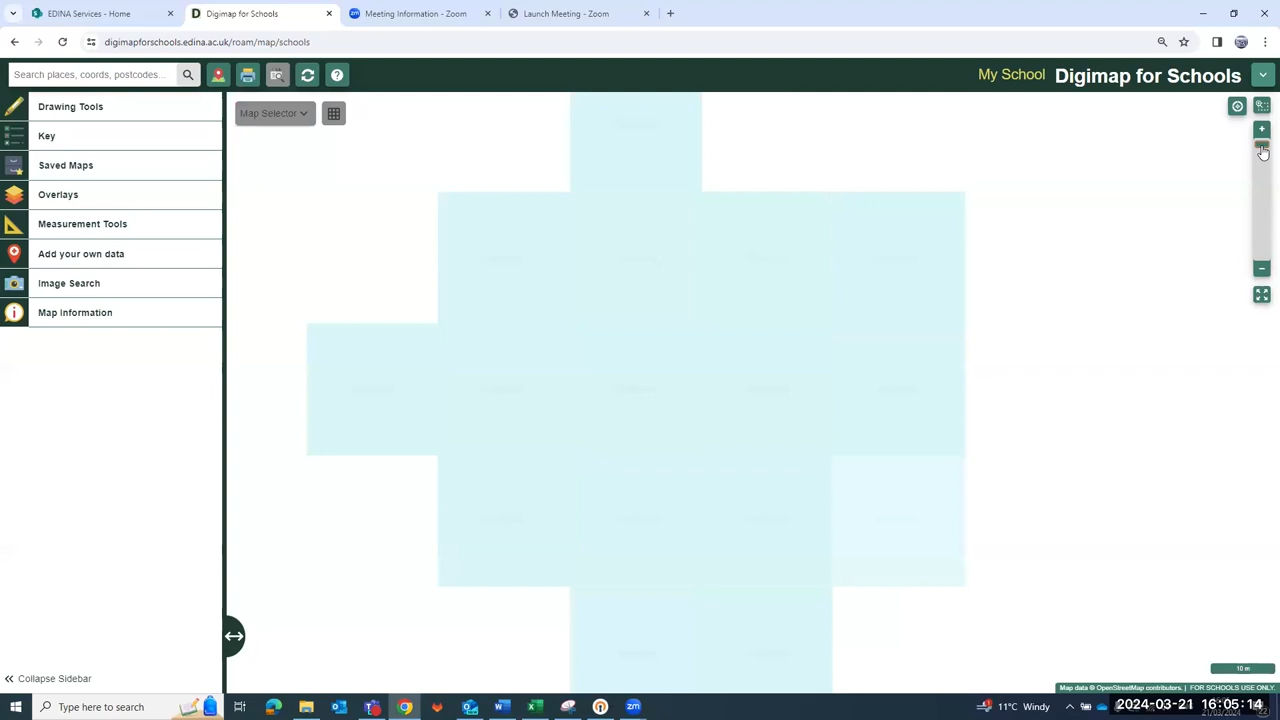 EDINA Services - Home
Digimap for Schools
Meeting Information - Zoom
Launch Meeting - Zoom
digimapforschools.edina.ac.uk/roam/map/schools
Search places, coords, postcodes...
My School
Digimap for Schools
Drawing Tools
Map Selector
Key
Saved Maps
Overlays
Measurement Tools
Add your own data
Image Search
Map Information
Collapse Sidebar
10 m
Map data © OpenStreetMap contributors. | FOR SCHOOLS USE ONLY.
Type here to search
11°C Windy
2024-03-21 16:05:14